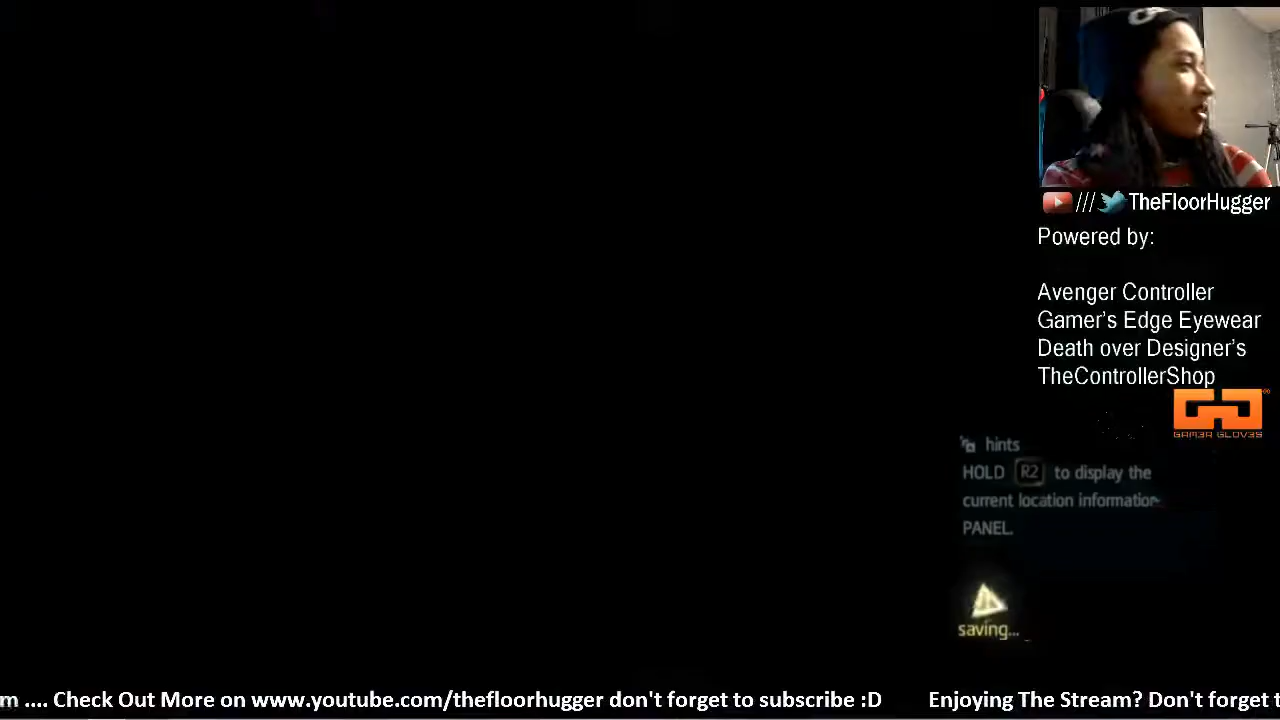 /// TheFloorHugger
Powered by:
Avenger Controller
Gamer's Edge Eyewear
Death over Designer's
TheControllerShop
GAM3R GLOV3S
hints
HOLD R2 to display the
current location information
PANEL.
saving...
m .... Check Out More on www.youtube.com/thefloorhugger don't forget to subscribe :D Enjoying The Stream? Don't forget t